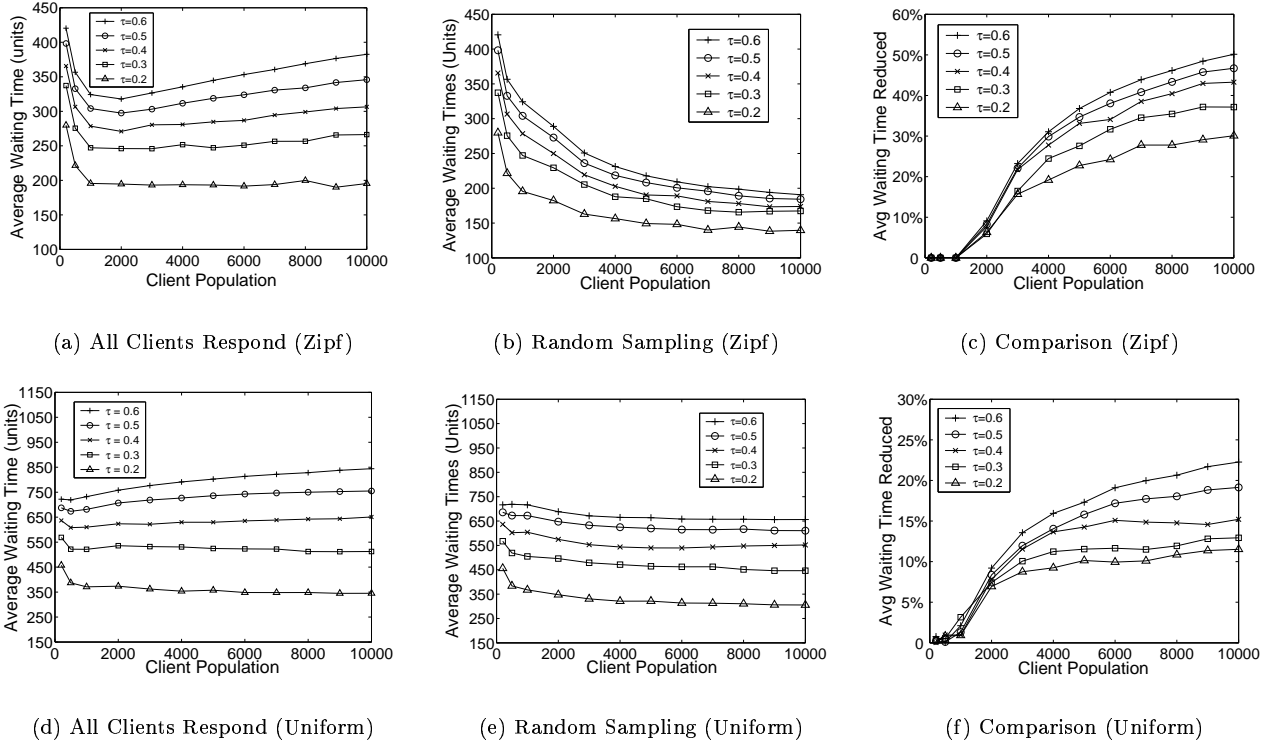 450
400
350
300
250
200
150
100
0
2000
4000
6000
8000
10000
Average Waiting Time (units)
Client Population
τ=0.6
τ=0.5
τ=0.4
τ=0.3
τ=0.2
(a) All Clients Respond (Zipf)
450
400
350
300
250
200
150
100
0
2000
4000
6000
8000
10000
Average Waiting Times (Units)
Client Population
τ=0.6
τ=0.5
τ=0.4
τ=0.3
τ=0.2
(b) Random Sampling (Zipf)
60%
50%
40%
30%
20%
10%
0
0
2000
4000
6000
8000
10000
Avg Waiting Time Reduced
Client Population
τ=0.6
τ=0.5
τ=0.4
τ=0.3
τ=0.2
(c) Comparison (Zipf)
1150
1050
950
850
750
650
550
450
350
250
150
0
2000
4000
6000
8000
10000
Average Waiting Time (units)
Client Population
τ = 0.6
τ = 0.5
τ = 0.4
τ = 0.3
τ = 0.2
(d) All Clients Respond (Uniform)
1150
1050
950
850
750
650
550
450
350
250
150
0
2000
4000
6000
8000
10000
Average Waiting Times (Units)
Client Population
τ=0.6
τ=0.5
τ=0.4
τ=0.3
τ=0.2
(e) Random Sampling (Uniform)
30%
25%
20%
15%
10%
5%
0
0
2000
4000
6000
8000
10000
Avg Waiting Time Reduced
Client Population
τ=0.6
τ=0.5
τ=0.4
τ=0.3
τ=0.2
(f) Comparison (Uniform)